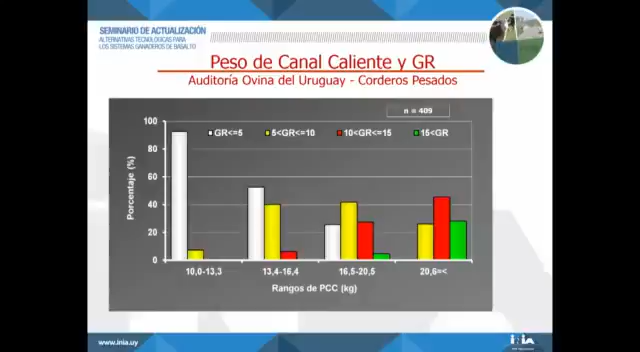 SEMINARIO DE ACTUALIZACIÓN
ALTERNATIVAS TECNOLÓGICAS PARA
LOS SISTEMAS GANADEROS DE BASALTO
Peso de Canal Caliente y GR
Auditoría Ovina del Uruguay - Corderos Pesados
n = 409
GR<=5 5<GR<=10 10<GR<=15 15<GR
Porcentaje (%)
100
80
60
40
20
0
10,0-13,3 13,4-16,4 16,5-20,5 20,6=<
Rangos de PCC (kg)
www.inia.uy